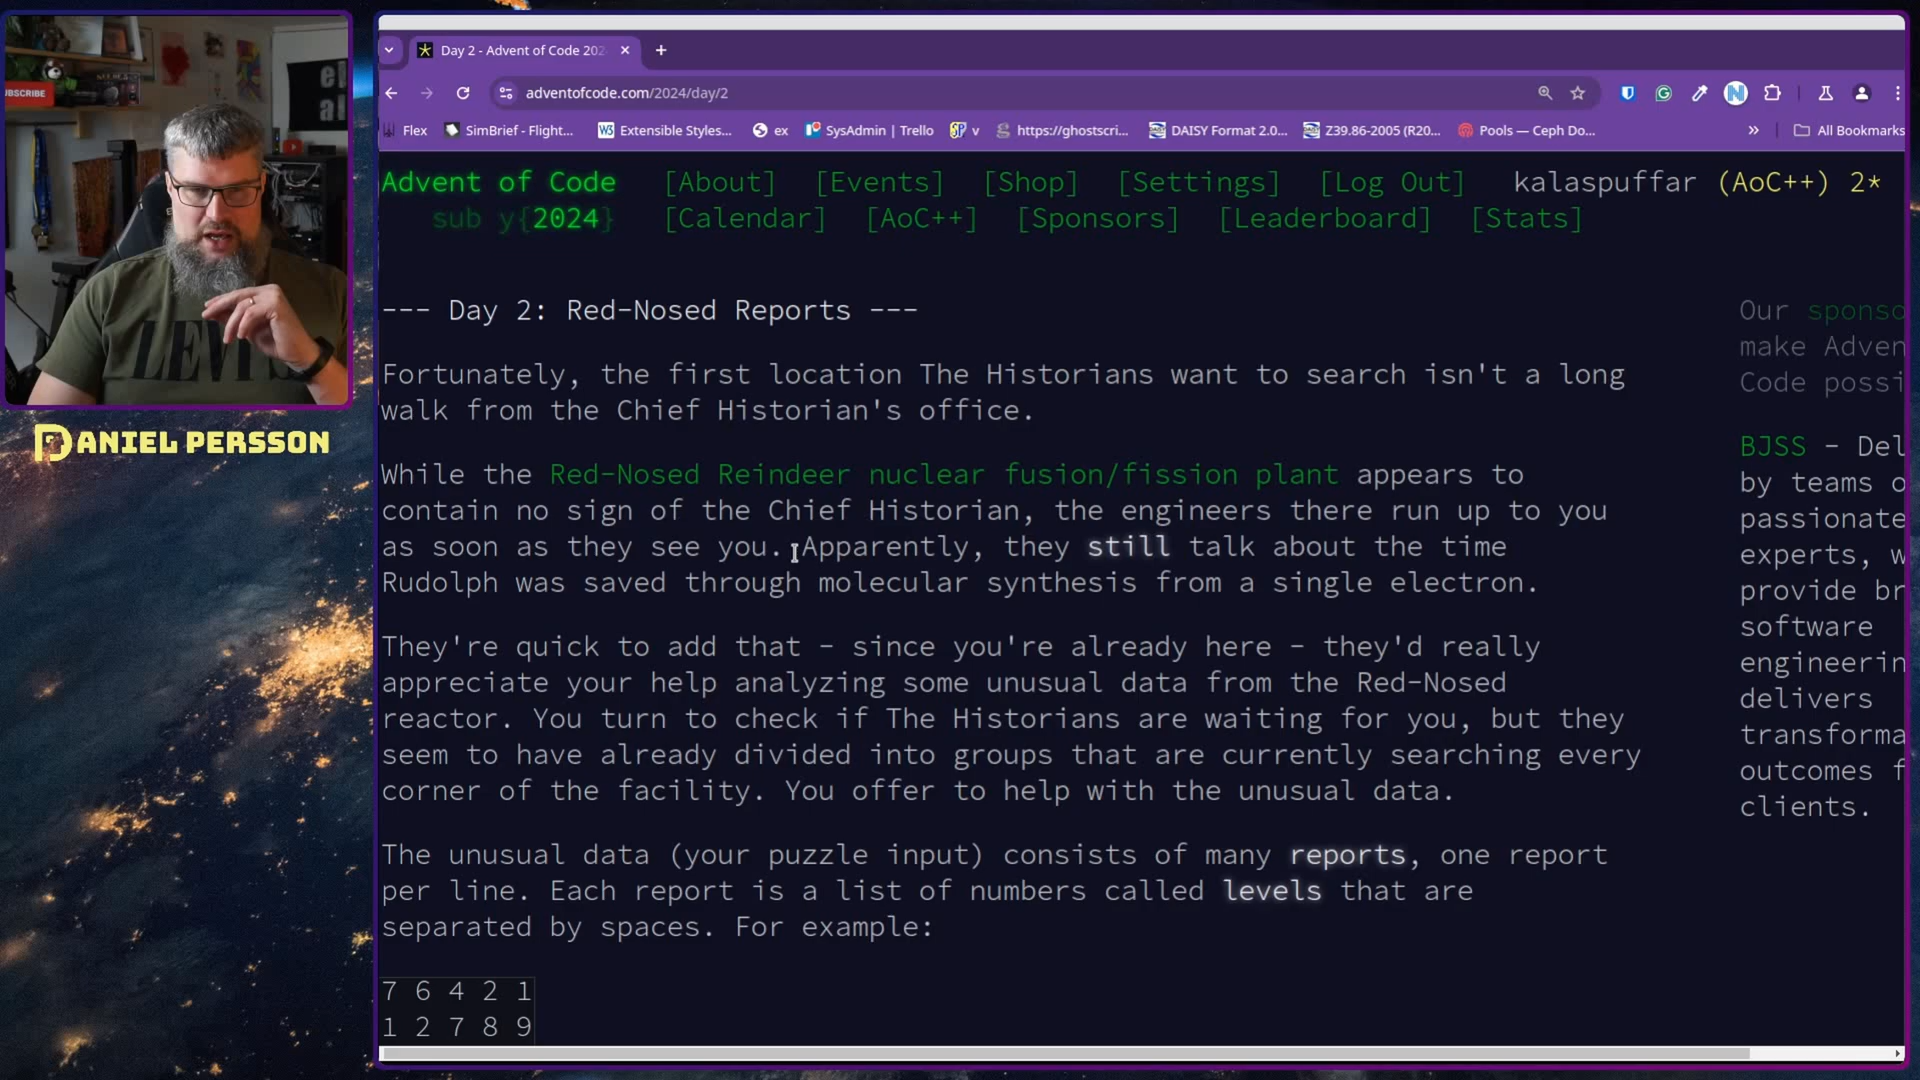 Day 2 - Advent of Code 202
adventofcode.com/2024/day/2
Flex
SimBrief - Flight...
Extensible Styles...
ex
SysAdmin | Trello
v
https://ghostscri...
DAISY Format 2.0...
Z39.86-2005 (R20...
Pools — Ceph Do...
All Bookmarks
Advent of Code [About] [Events] [Shop] [Settings] [Log Out] kalaspuffar (AoC++) 2*
sub y{2024} [Calendar] [AoC++] [Sponsors] [Leaderboard] [Stats]
--- Day 2: Red-Nosed Reports ---
Fortunately, the first location The Historians want to search isn't a long
walk from the Chief Historian's office.
While the Red-Nosed Reindeer nuclear fusion/fission plant appears to
contain no sign of the Chief Historian, the engineers there run up to you
as soon as they see you. Apparently, they still talk about the time
Rudolph was saved through molecular synthesis from a single electron.
They're quick to add that - since you're already here - they'd really
appreciate your help analyzing some unusual data from the Red-Nosed
reactor. You turn to check if The Historians are waiting for you, but they
seem to have already divided into groups that are currently searching every
corner of the facility. You offer to help with the unusual data.
The unusual data (your puzzle input) consists of many reports, one report
per line. Each report is a list of numbers called levels that are
separated by spaces. For example:
7 6 4 2 1
1 2 7 8 9
Our sponso
make Adven
Code possi
BJSS - Del
by teams o
passionate
experts, w
provide br
software
engineerin
delivers
transforma
outcomes f
clients.
UBSCRIBE
LEVI'S
DANIEL PERSSON